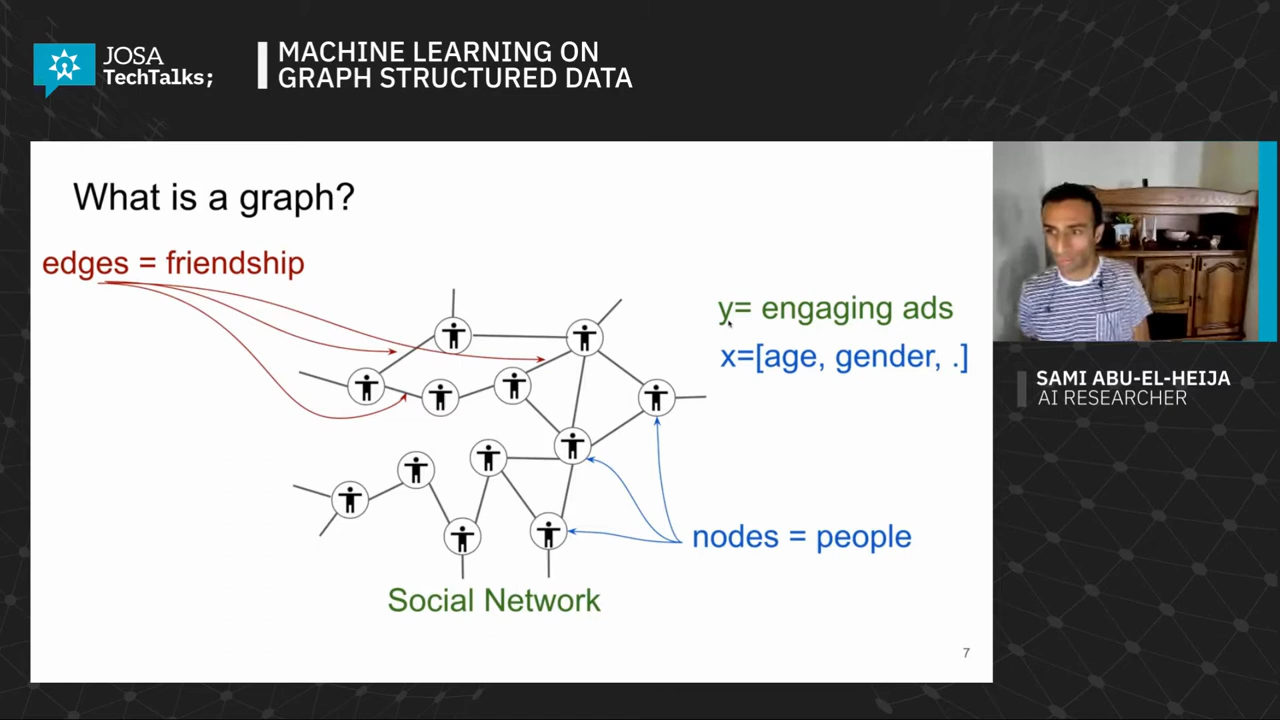 JOSA
TechTalks;
MACHINE LEARNING ON
GRAPH STRUCTURED DATA
What is a graph?
edges = friendship
y= engaging ads
x=[age, gender, .]
nodes = people
Social Network
7
SAMI ABU-EL-HEIJA
AI RESEARCHER